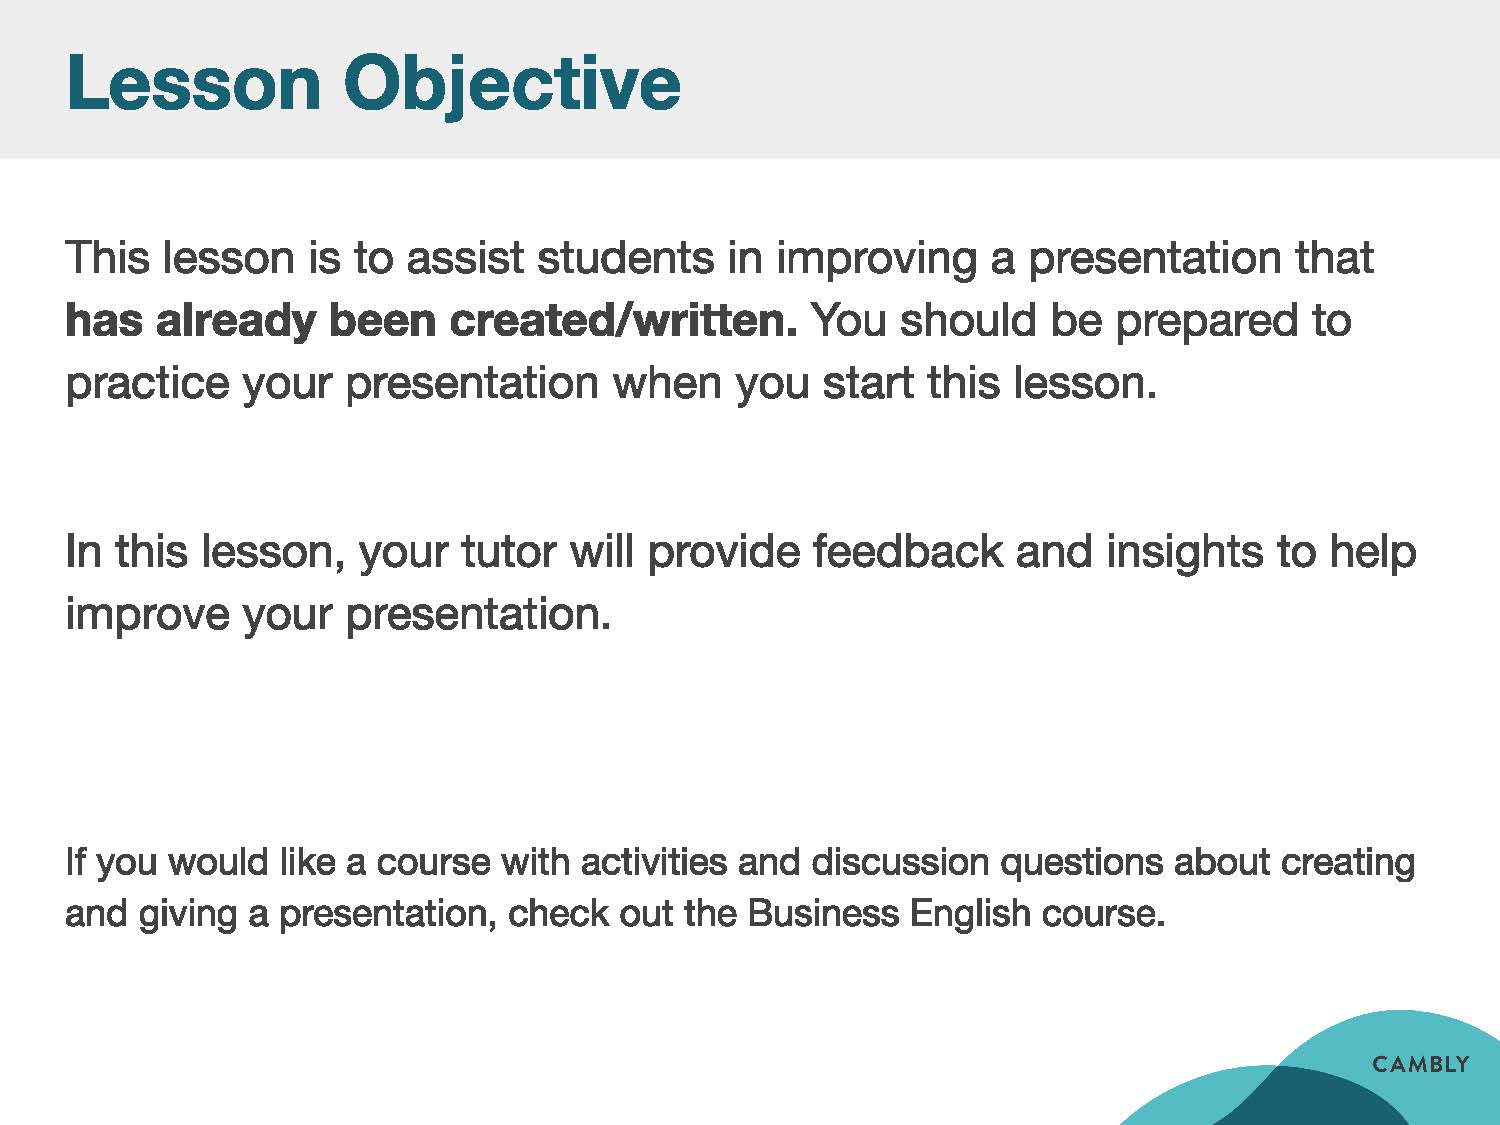 Lesson Objective
This lesson is to assist students in improving a presentation that
has already been created/written. You should be prepared to
practice your presentation when you start this lesson.
In this lesson, your tutor will provide feedback and insights to help
improve your presentation.
If you would like a course with activities and discussion questions about creating
and giving a presentation, check out the Business English course.
CAMBLY